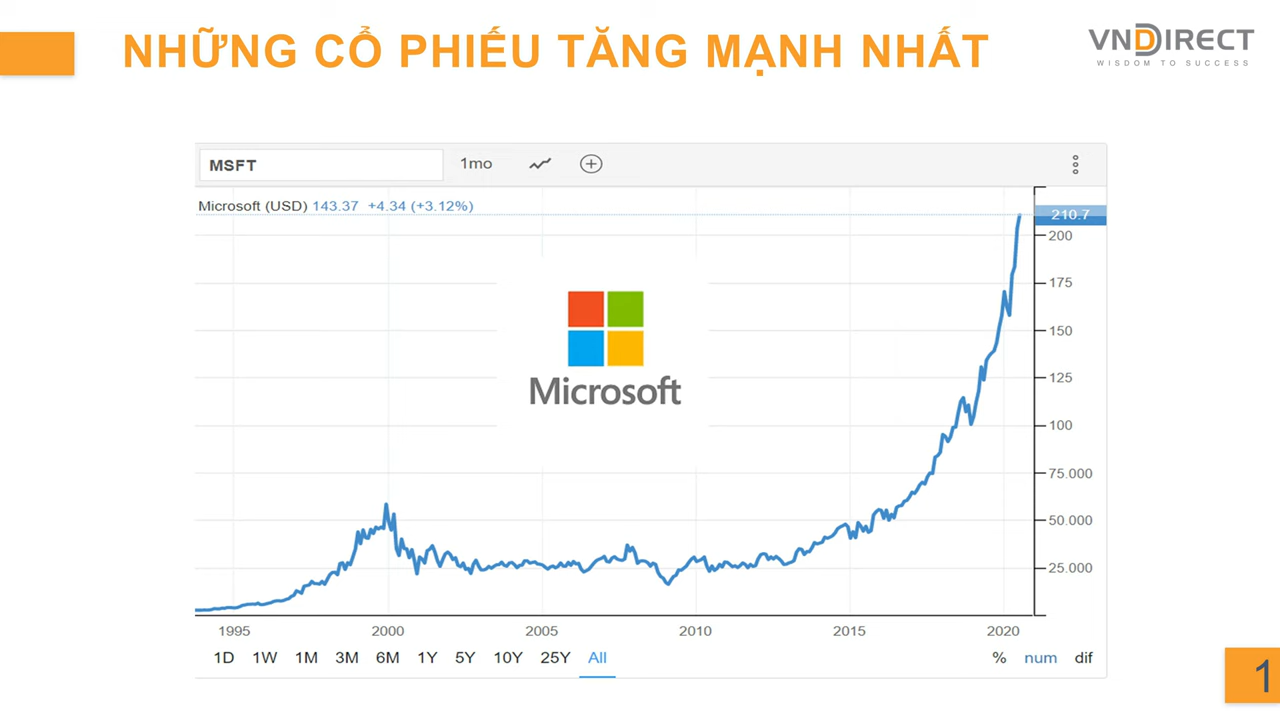 NHỮNG CỔ PHIẾU TĂNG MẠNH NHẤT
VNDIRECT
WISDOM TO SUCCESS
MSFT
1mo
Microsoft (USD) 143.37 +4.34 (+3.12%)
210.7
200
175
150
125
100
75.000
50.000
25.000
Microsoft
1995 2000 2005 2010 2015 2020
1D 1W 1M 3M 6M 1Y 5Y 10Y 25Y All % num dif
1